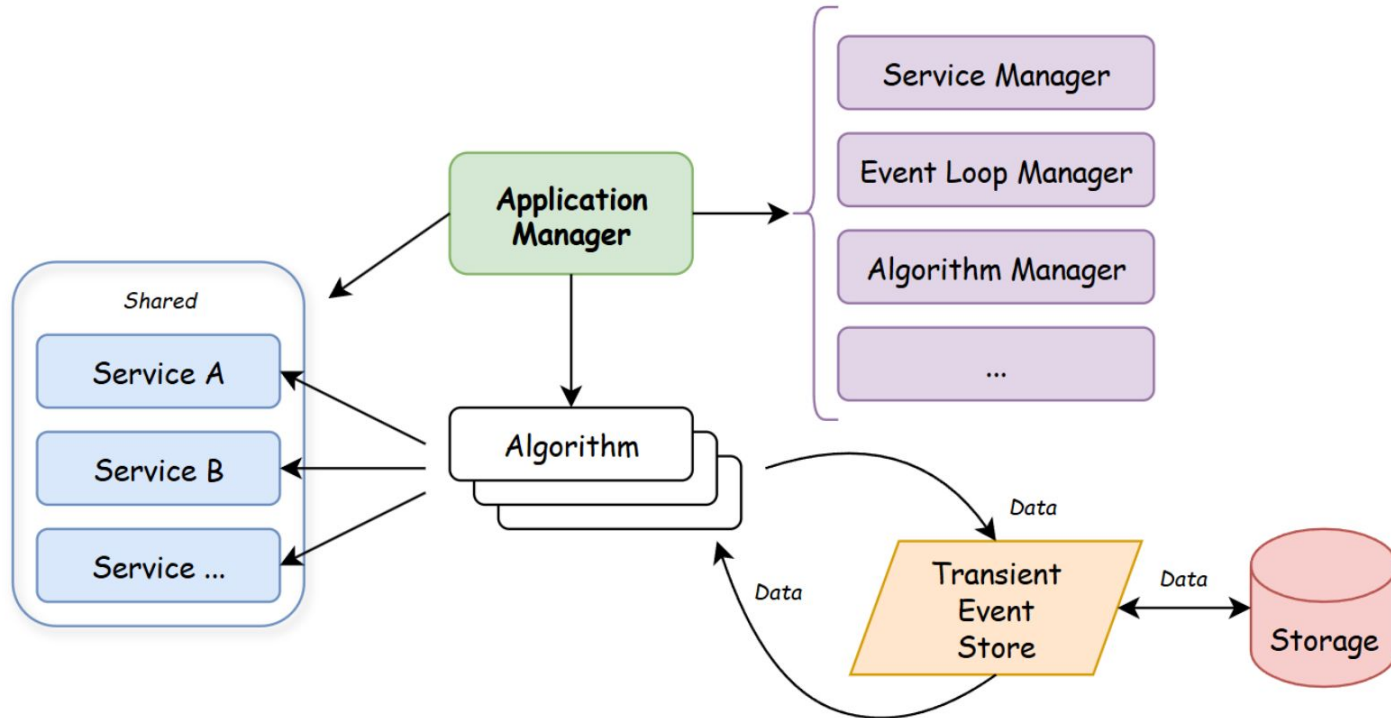 Service Manager
Event Loop Manager
Application
Manager
Algorithm Manager
...
Shared
Service A
Service B
Service ...
Algorithm
Data
Data
Transient
Event
Store
Data
Storage